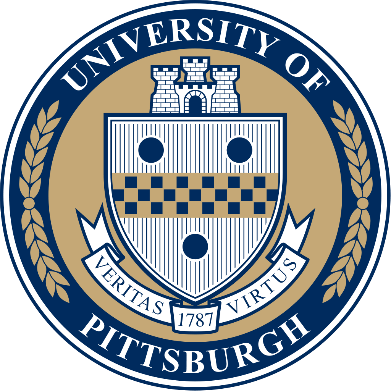 UNIVERSITY OF
VERITAS 1787 VIRTUS
PITTSBURGH